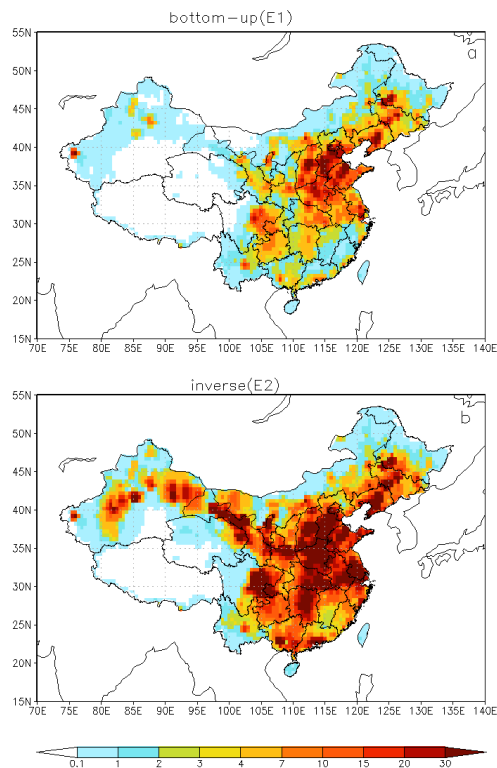 bottom-up(E1)
55N
a
50N
45N
40N
35N
30N
25N
20N
15N
70E 75E 80E 85E 90E 95E 100E 105E 110E 115E 120E 125E 130E 135E 140E
inverse(E2)
55N
b
50N
45N
40N
35N
30N
25N
20N
15N
70E 75E 80E 85E 90E 95E 100E 105E 110E 115E 120E 125E 130E 135E 140E
0.1 1 2 3 4 7 10 15 20 30